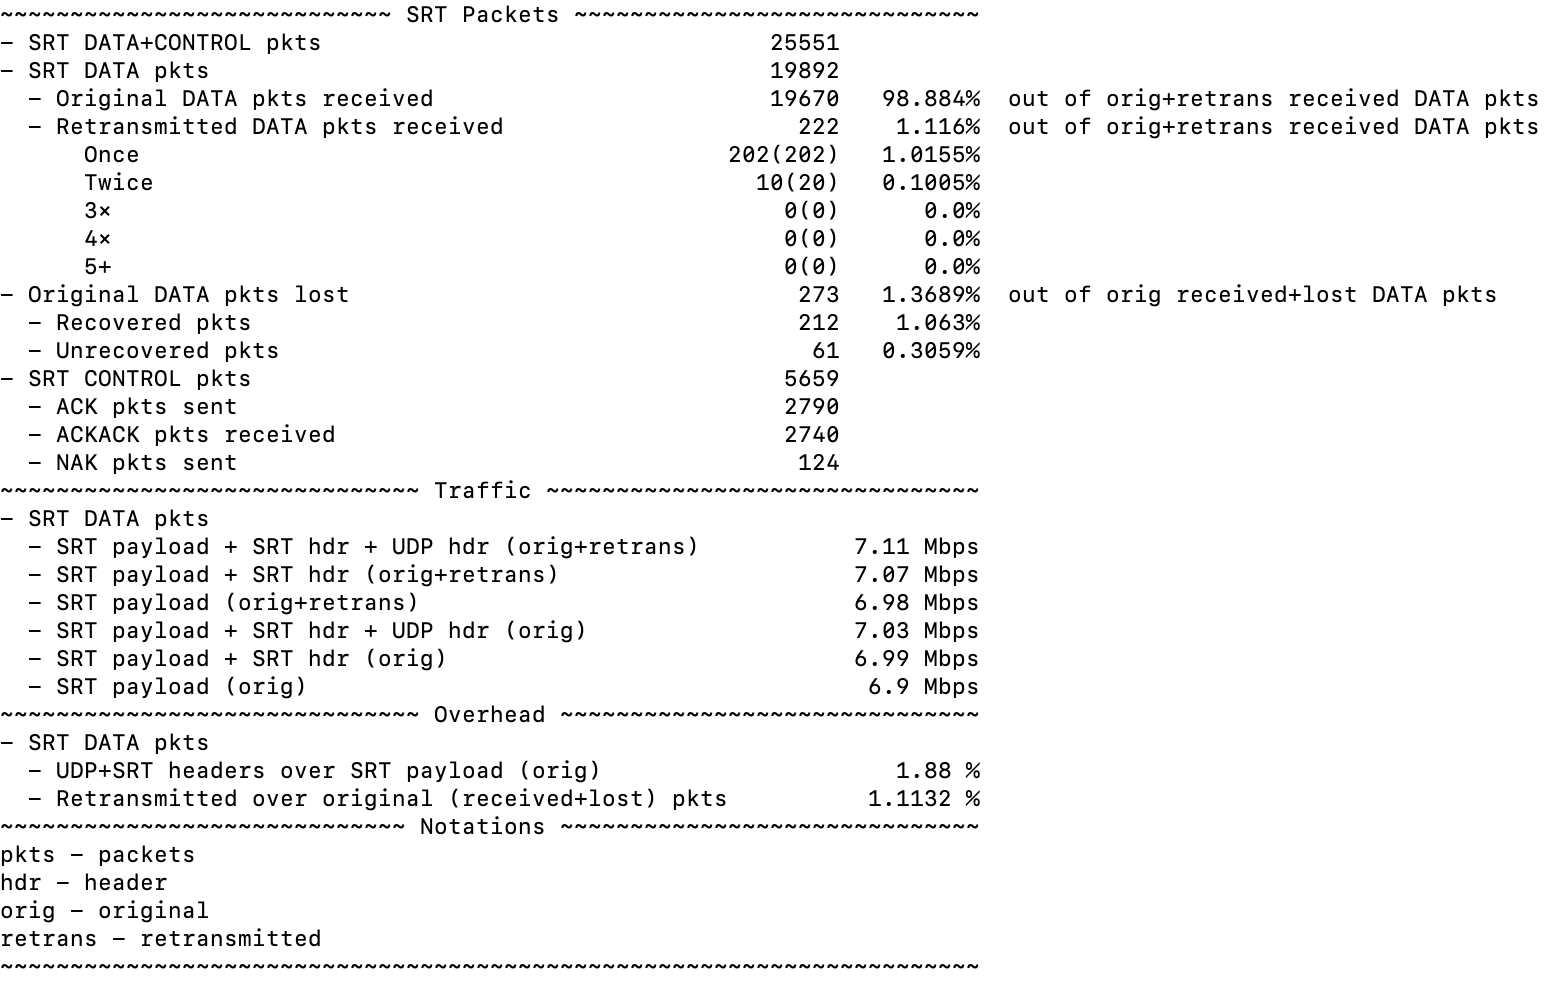 ~~~~~~~~~~~~~~~~~~~~~~~~~~~~ SRT Packets ~~~~~~~~~~~~~~~~~~~~~~~~~~~~~
- SRT DATA+CONTROL pkts                                25551
- SRT DATA pkts                                        19892
  - Original DATA pkts received                        19670   98.884%  out of orig+retrans received DATA pkts
  - Retransmitted DATA pkts received                     222    1.116%  out of orig+retrans received DATA pkts
      Once                                          202(202)   1.0155%
      Twice                                           10(20)   0.1005%
      3×                                                0(0)      0.0%
      4×                                                0(0)      0.0%
      5+                                                0(0)      0.0%
- Original DATA pkts lost                                273   1.3689%  out of orig received+lost DATA pkts
  - Recovered pkts                                       212    1.063%
  - Unrecovered pkts                                      61   0.3059%
- SRT CONTROL pkts                                      5659
  - ACK pkts sent                                       2790
  - ACKACK pkts received                                2740
  - NAK pkts sent                                        124
~~~~~~~~~~~~~~~~~~~~~~~~~~~~~~ Traffic ~~~~~~~~~~~~~~~~~~~~~~~~~~~~~~~
- SRT DATA pkts
  - SRT payload + SRT hdr + UDP hdr (orig+retrans)           7.11 Mbps
  - SRT payload + SRT hdr (orig+retrans)                     7.07 Mbps
  - SRT payload (orig+retrans)                               6.98 Mbps
  - SRT payload + SRT hdr + UDP hdr (orig)                   7.03 Mbps
  - SRT payload + SRT hdr (orig)                             6.99 Mbps
  - SRT payload (orig)                                        6.9 Mbps
~~~~~~~~~~~~~~~~~~~~~~~~~~~~~~ Overhead ~~~~~~~~~~~~~~~~~~~~~~~~~~~~~~
- SRT DATA pkts
  - UDP+SRT headers over SRT payload (orig)                     1.88 %
  - Retransmitted over original (received+lost) pkts          1.1132 %
~~~~~~~~~~~~~~~~~~~~~~~~~~~~~ Notations ~~~~~~~~~~~~~~~~~~~~~~~~~~~~~~
pkts - packets
hdr - header
orig - original
retrans - retransmitted
~~~~~~~~~~~~~~~~~~~~~~~~~~~~~~~~~~~~~~~~~~~~~~~~~~~~~~~~~~~~~~~~~~~~~~